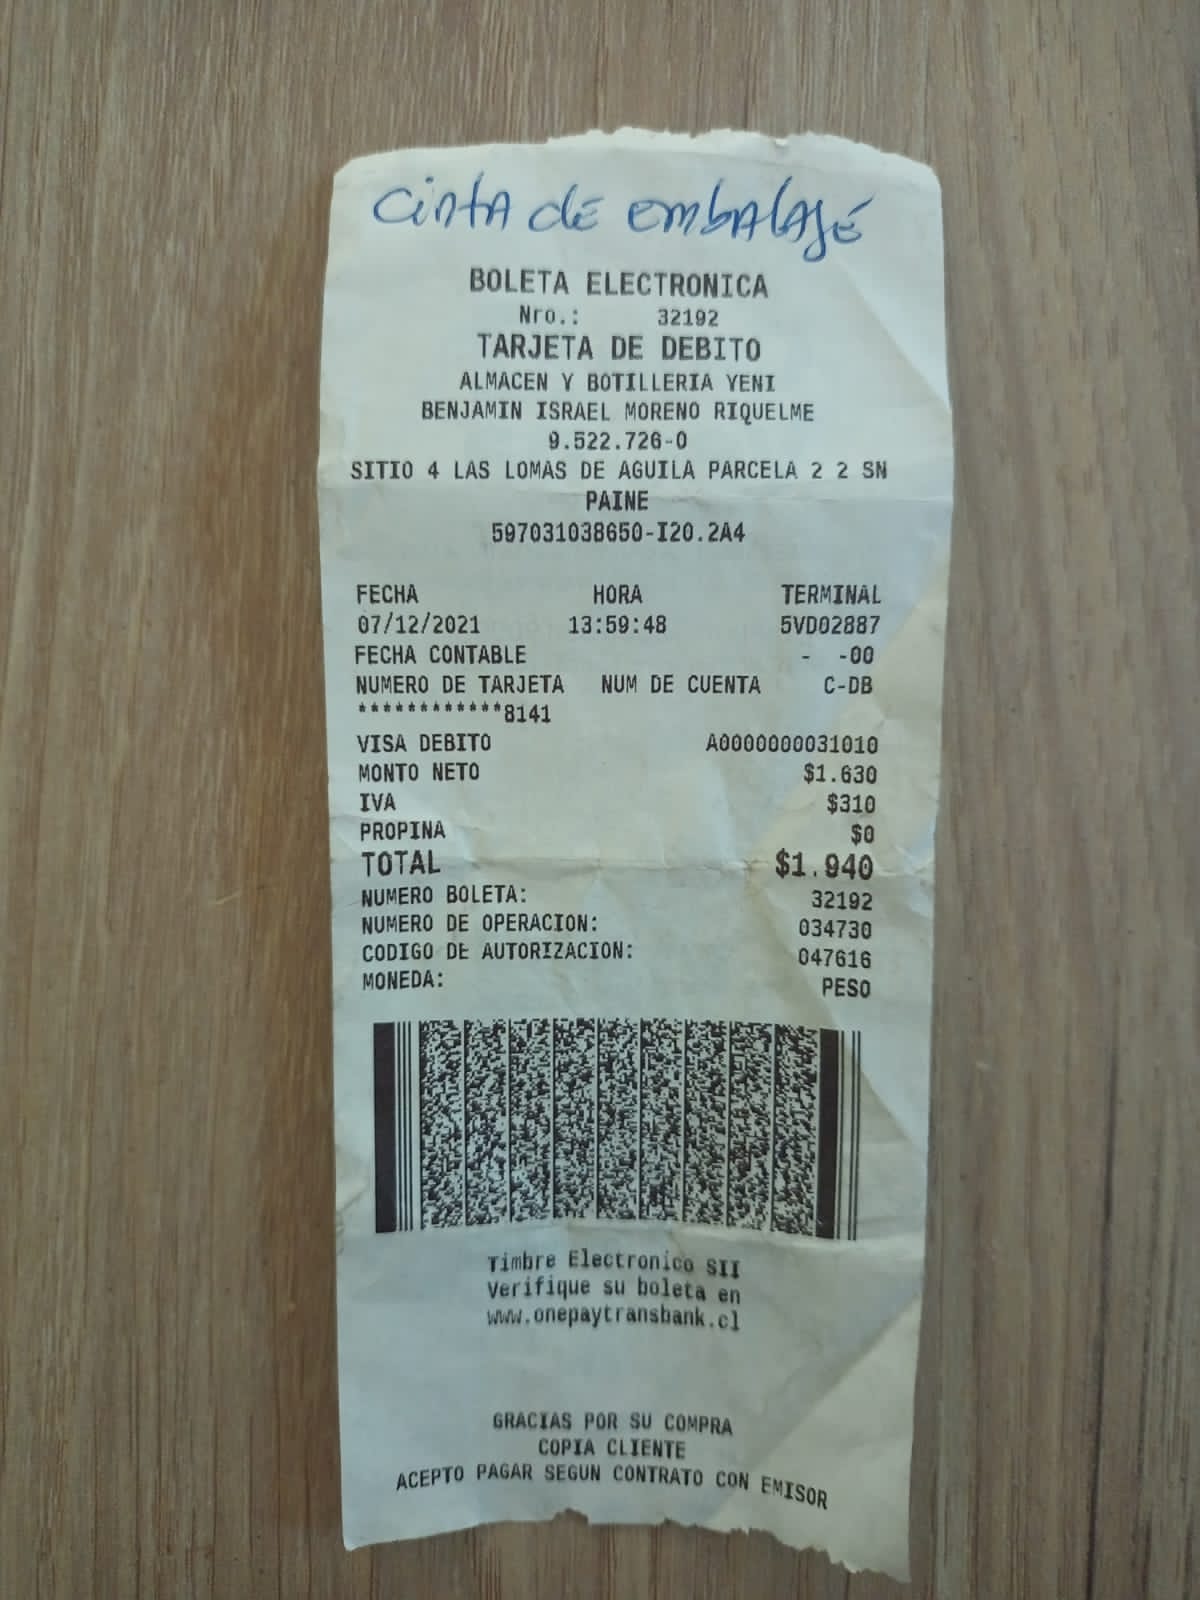 cinta de embalaje
BOLETA ELECTRONICA
Nro.: 32192
TARJETA DE DEBITO
ALMACEN Y BOTILLERIA YENI
BENJAMIN ISRAEL MORENO RIQUELME
9.522.726-0
SITIO 4 LAS LOMAS DE AGUILA PARCELA 2 2 SN
PAINE
597031038650-I20.2A4
FECHA HORA TERMINAL
07/12/2021 13:59:48 5VD02887
FECHA CONTABLE - -00
NUMERO DE TARJETA NUM DE CUENTA C-DB
************8141
VISA DEBITO A0000000031010
MONTO NETO $1.630
IVA $310
PROPINA $0
TOTAL $1.940
NUMERO BOLETA: 32192
NUMERO DE OPERACION: 034730
CODIGO DE AUTORIZACION: 047616
MONEDA: PESO
Timbre Electronico SII
Verifique su boleta en
www.onepaytransbank.cl
GRACIAS POR SU COMPRA
COPIA CLIENTE
ACEPTO PAGAR SEGUN CONTRATO CON EMISOR